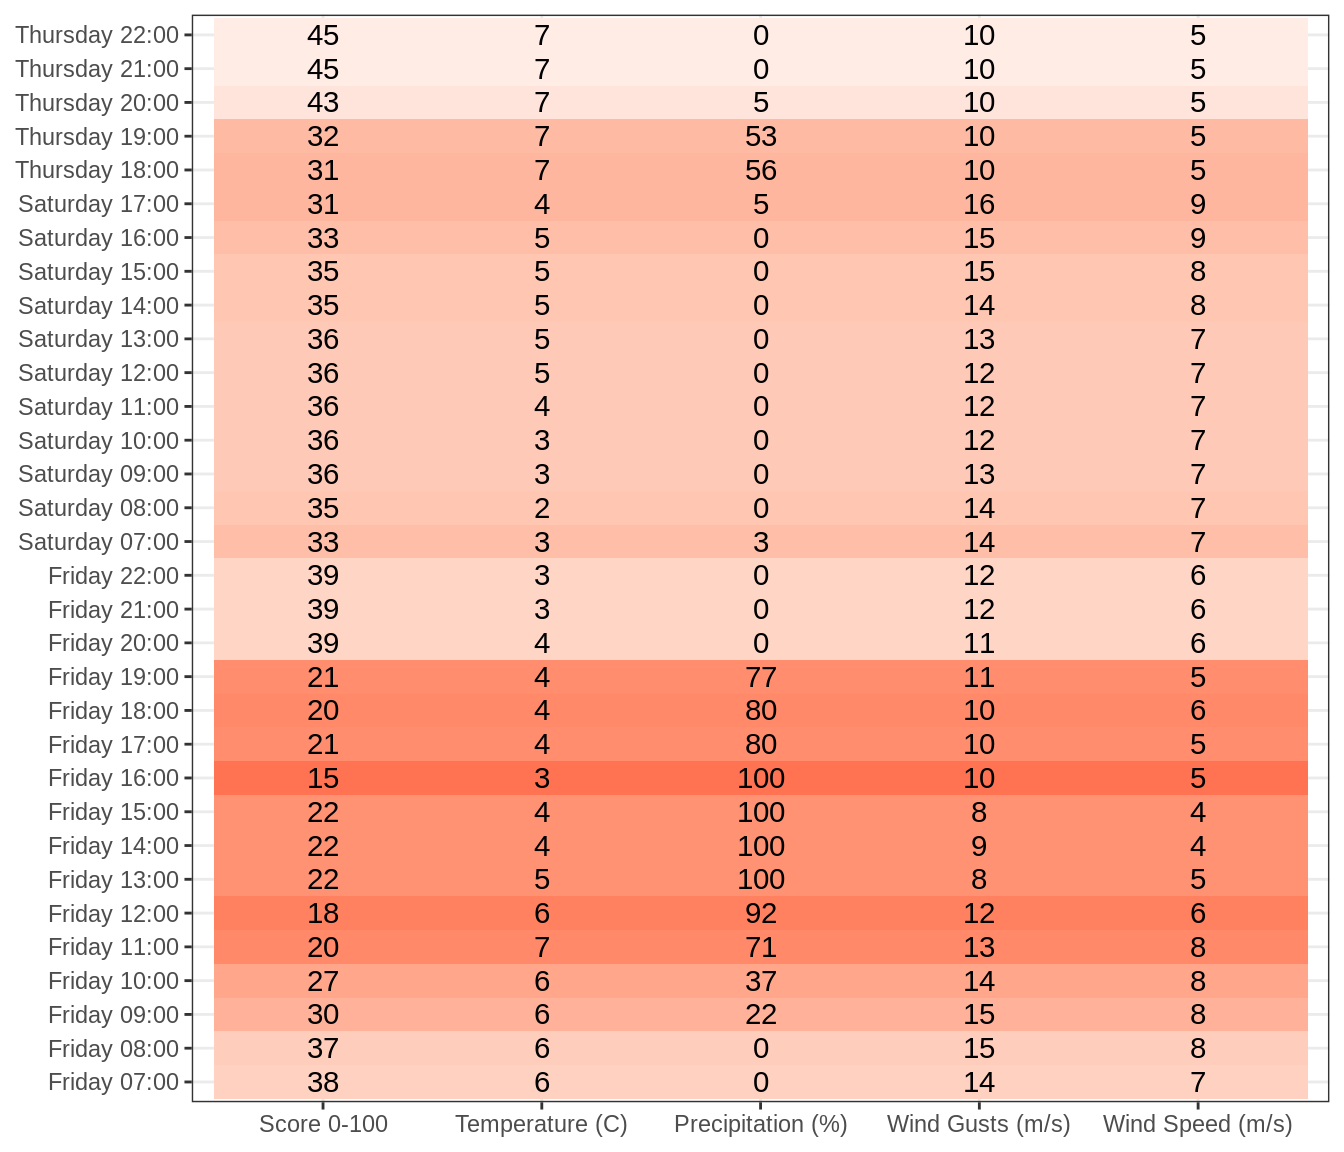 Thursday 22:00 45 7 0 10 5
Thursday 21:00 45 7 0 10 5
Thursday 20:00 43 7 5 10 5
Thursday 19:00 32 7 53 10 5
Thursday 18:00 31 7 56 10 5
Saturday 17:00 31 4 5 16 9
Saturday 16:00 33 5 0 15 9
Saturday 15:00 35 5 0 15 8
Saturday 14:00 35 5 0 14 8
Saturday 13:00 36 5 0 13 7
Saturday 12:00 36 5 0 12 7
Saturday 11:00 36 4 0 12 7
Saturday 10:00 36 3 0 12 7
Saturday 09:00 36 3 0 13 7
Saturday 08:00 35 2 0 14 7
Saturday 07:00 33 3 3 14 7
Friday 22:00 39 3 0 12 6
Friday 21:00 39 3 0 12 6
Friday 20:00 39 4 0 11 6
Friday 19:00 21 4 77 11 5
Friday 18:00 20 4 80 10 6
Friday 17:00 21 4 80 10 5
Friday 16:00 15 3 100 10 5
Friday 15:00 22 4 100 8 4
Friday 14:00 22 4 100 9 4
Friday 13:00 22 5 100 8 5
Friday 12:00 18 6 92 12 6
Friday 11:00 20 7 71 13 8
Friday 10:00 27 6 37 14 8
Friday 09:00 30 6 22 15 8
Friday 08:00 37 6 0 15 8
Friday 07:00 38 6 0 14 7
Score 0-100 Temperature (C) Precipitation (%) Wind Gusts (m/s) Wind Speed (m/s)